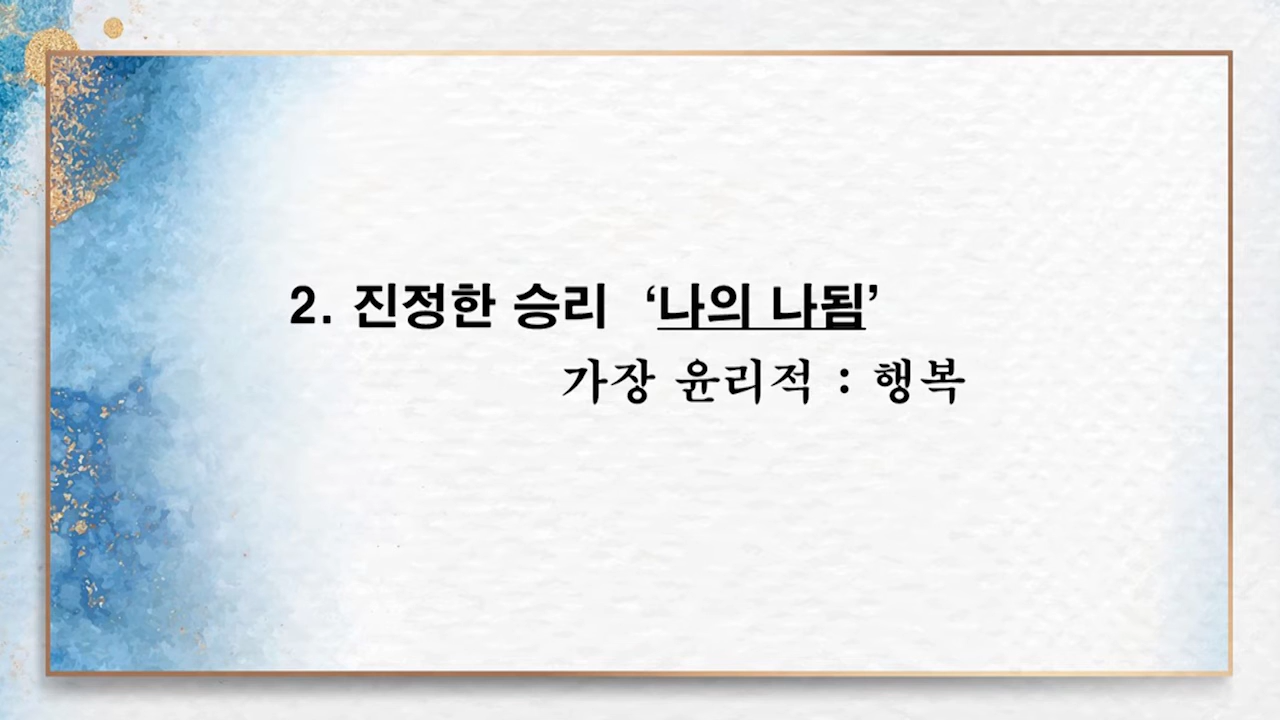 2. 진정한 승리 ‘나의 나됨’
가장 윤리적 : 행복